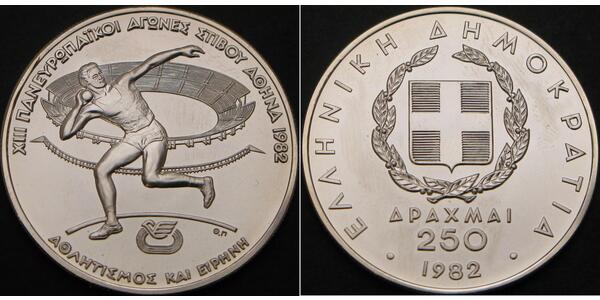 XIII ΠΑΝΕΥΡΩΠΑΪΚΟΙ ΑΓΩΝΕΣ ΣΤΙΒΟΥ ΑΘΗΝΑ 1982
Θ.Π
ΑΘΛΗΤΙΣΜΟΣ ΚΑΙ ΕΙΡΗΝΗ
ΕΛΛΗΝΙΚΗ ΔΗΜΟΚΡΑΤΙΑ
ΔΡΑΧΜΑΙ
250
· 1982 ·